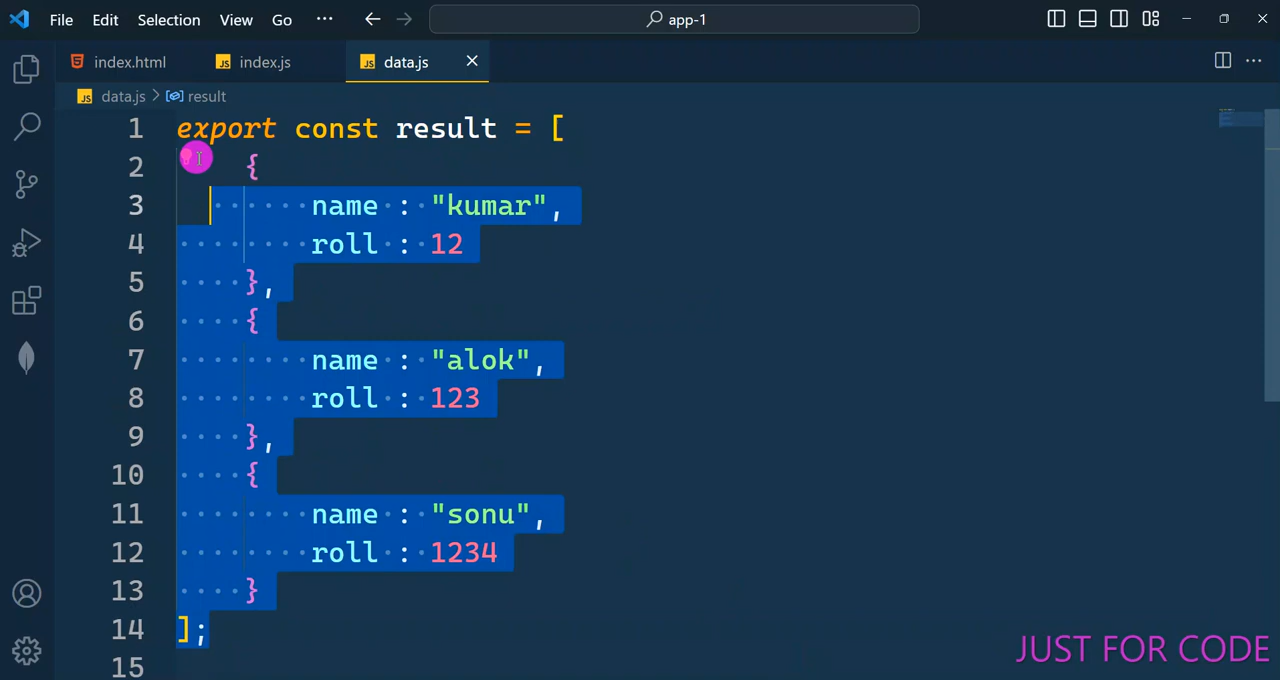 File Edit Selection View Go ··· app-1
index.html index.js data.js
data.js > result
1 export const result = [
2 {
3 name : "kumar",
4 roll : 12
5 },
6 {
7 name : "alok",
8 roll : 123
9 },
10 {
11 name : "sonu",
12 roll : 1234
13 }
14 ];
15
JUST FOR CODE